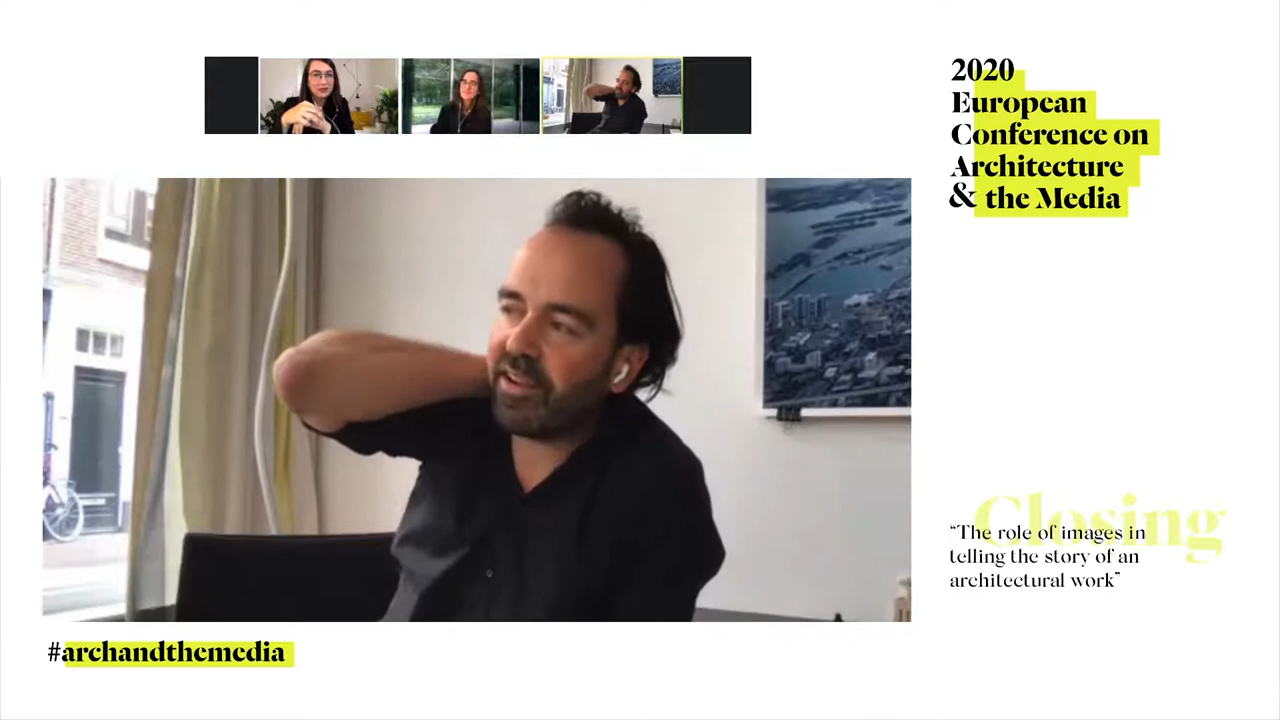 2020
European
Conference on
Architecture
& the Media
Closing
“The role of images in
telling the story of an
architectural work”
#archandthemedia